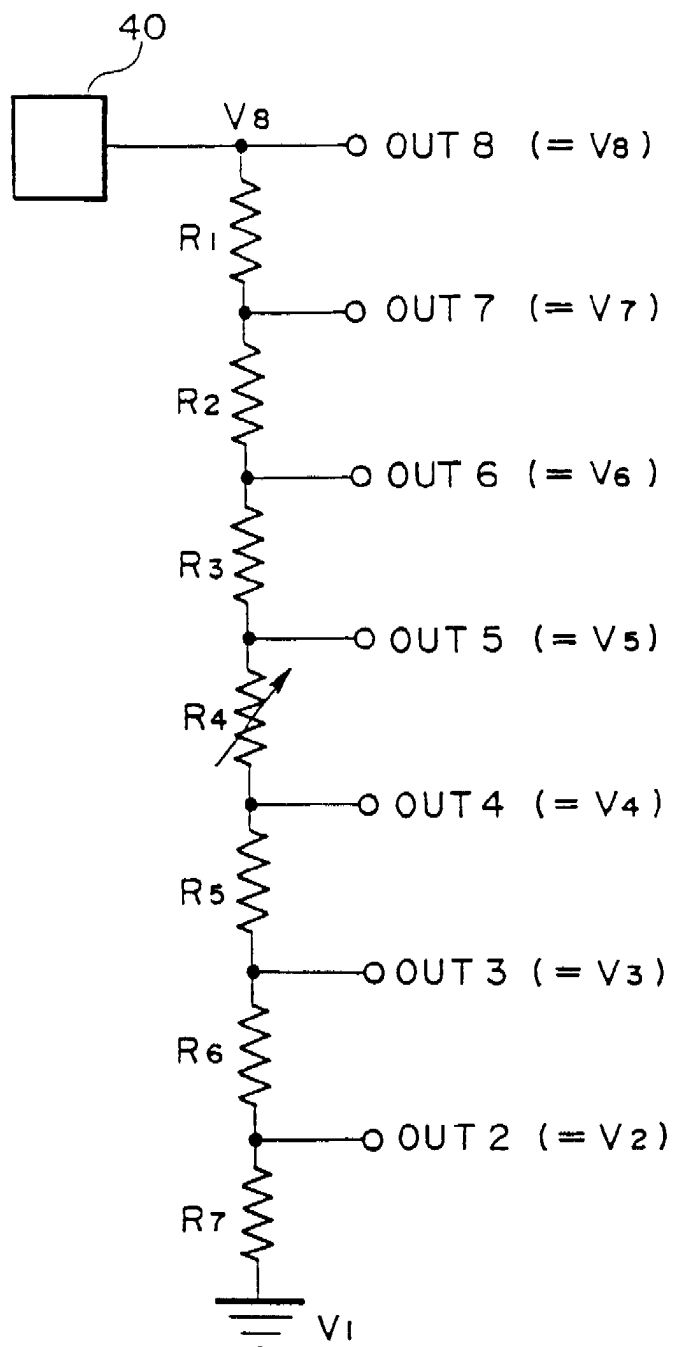 40
V8
OUT 8 (= V8)
R1
OUT 7 (= V7)
R2
OUT 6 (= V6)
R3
OUT 5 (= V5)
R4
OUT 4 (= V4)
R5
OUT 3 (= V3)
R6
OUT 2 (= V2)
R7
V1